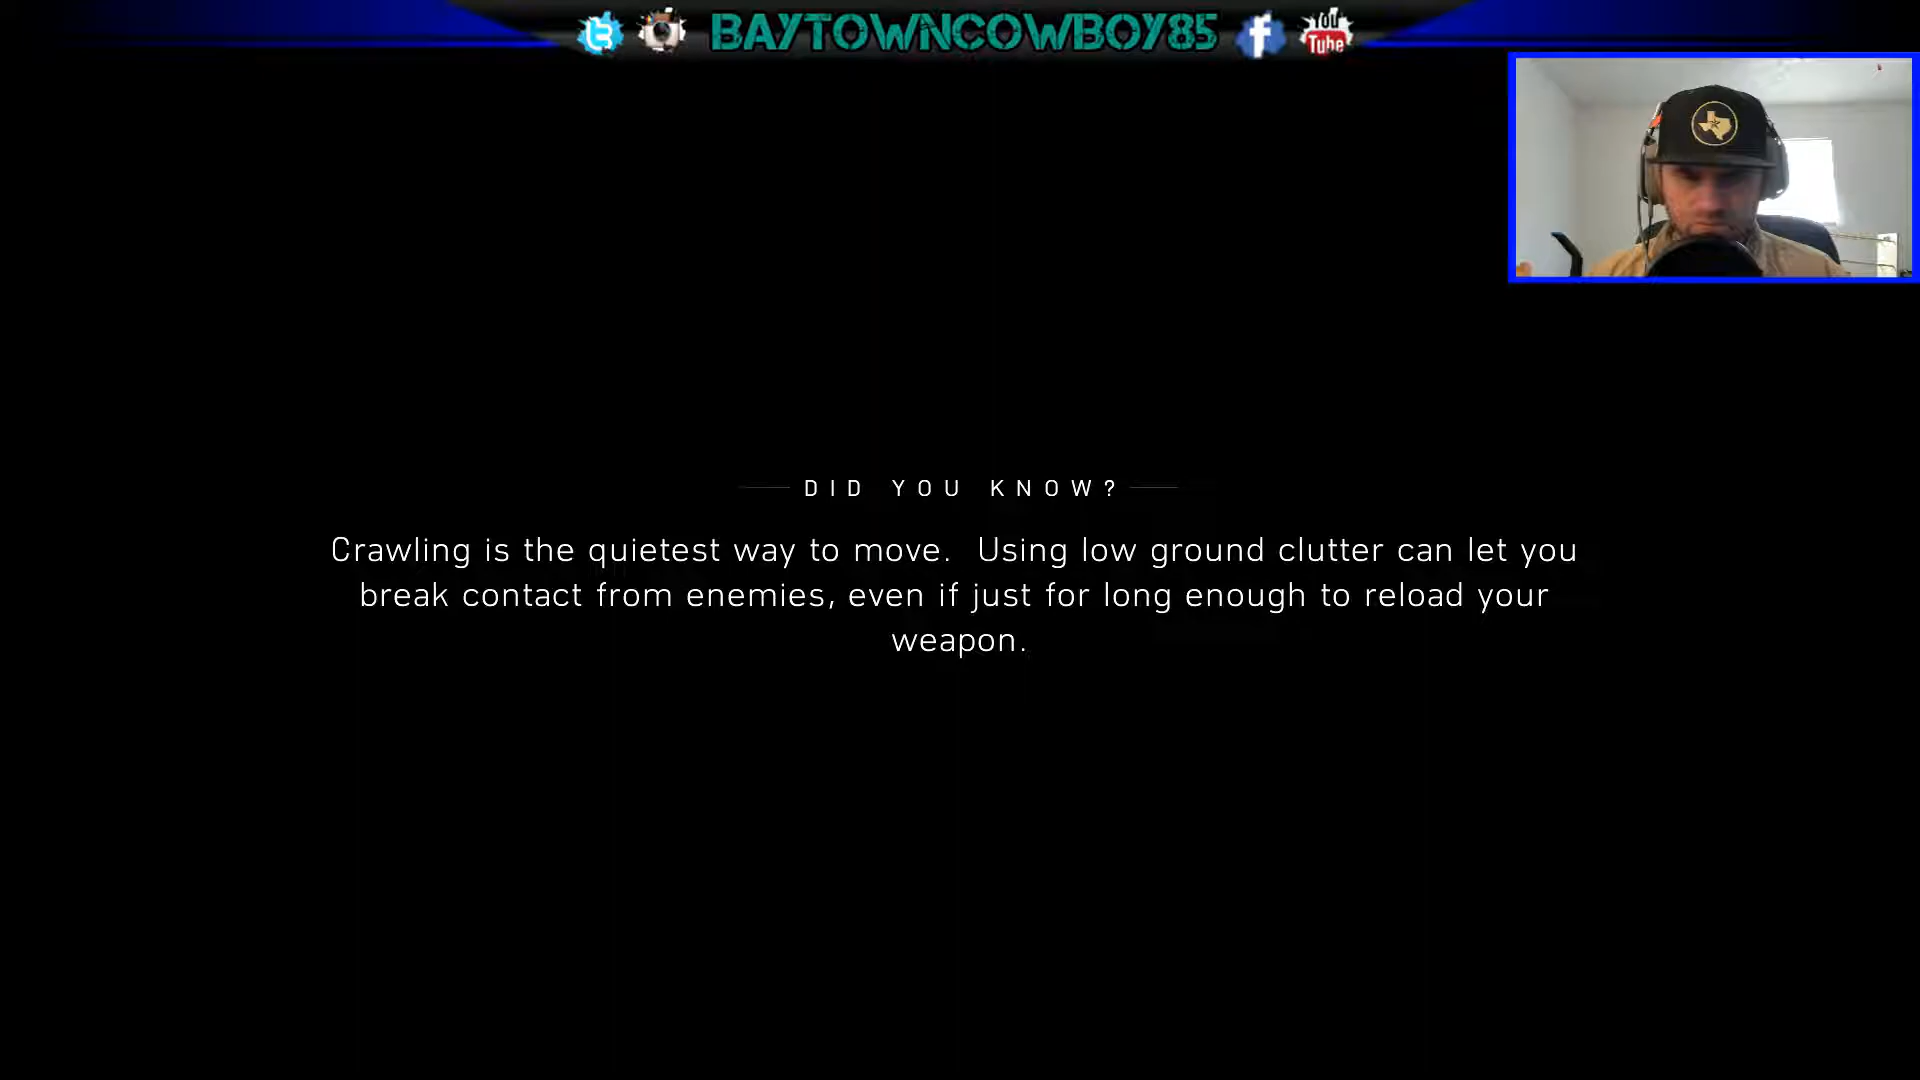 BAYTOWNCOWBOY85
You
Tube
DID YOU KNOW?
Crawling is the quietest way to move.  Using low ground clutter can let you
break contact from enemies, even if just for long enough to reload your
weapon.